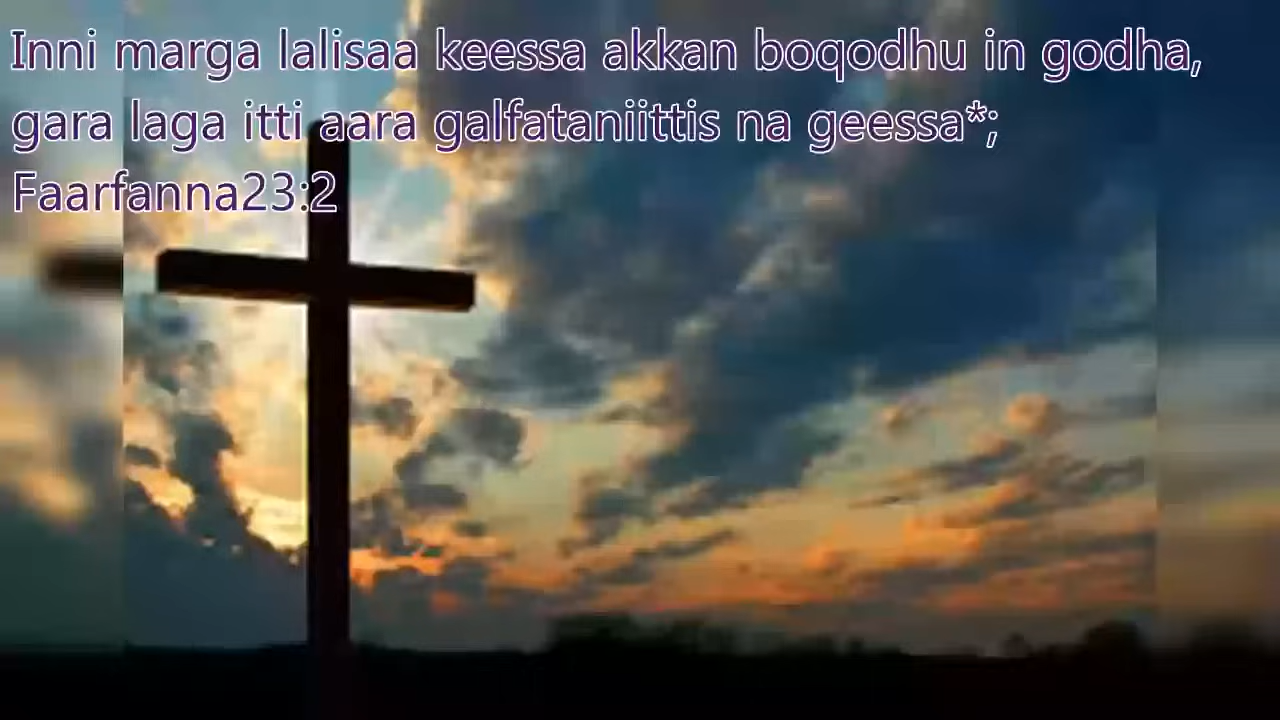 Inni marga lalisaa keessa akkan boqodhu in godha,
gara laga itti aara galfataniittis na geessa*;
Faarfanna23:2